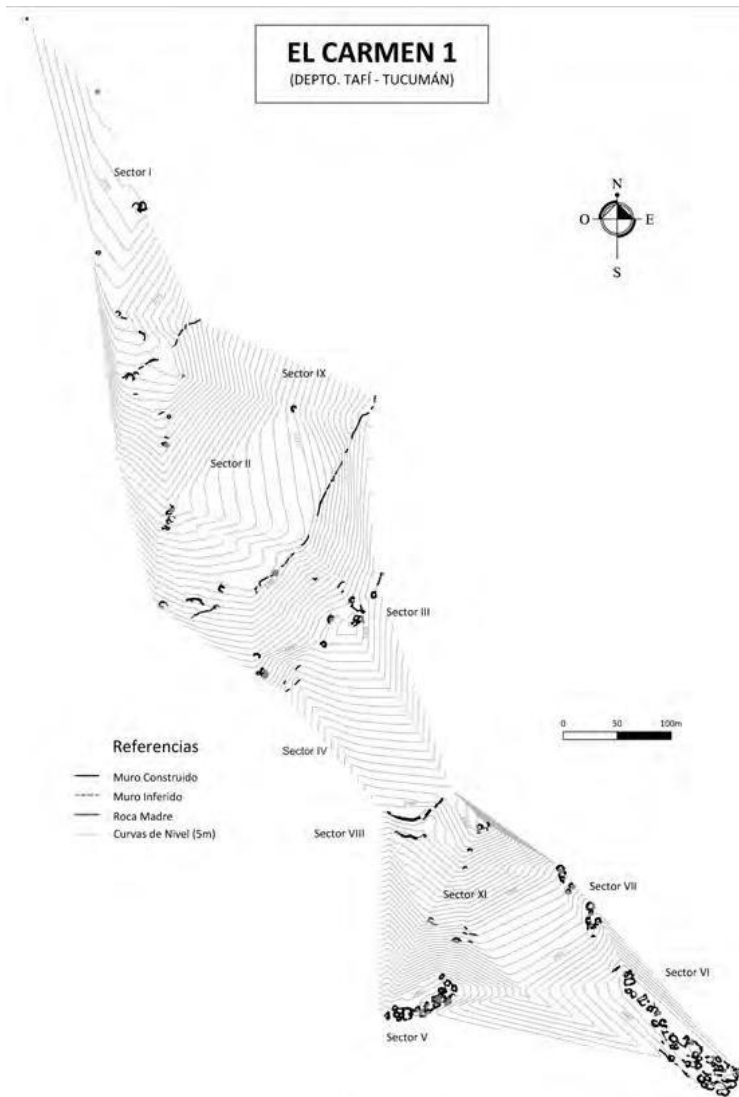 EL CARMEN 1
(DEPTO. TAFÍ - TUCUMÁN)
Sector I
N
O
E
S
Sector IX
Sector II
Sector III
0
50
100m
Referencias
Muro Construido
Muro Inferido
Roca Madre
Curvas de Nivel (5m)
Sector IV
Sector VIII
Sector XI
Sector VII
Sector VI
Sector V